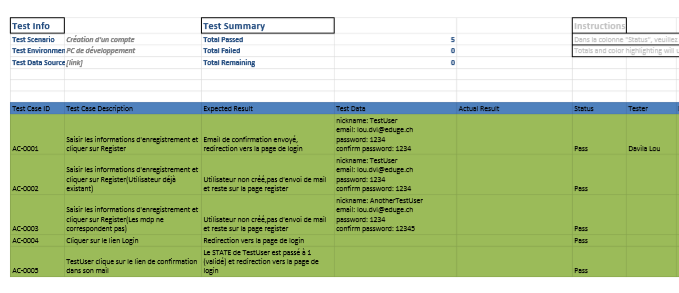 Test Info Test Summary Instructions
Test Scenario Création d'un compte Total Passed 5 Dans la colonne "Status", veuillez
Test Environmen PC de développement Total Failed 0 Totals and color highlighting will u
Test Data Source [link] Total Remaining 0
Test Case ID Test Case Description Expected Result Test Data Actual Result Status Tester
nickname: TestUser
email: lou.dvl@eduge.ch
Saisir les informations d'enregistrement et Email de confirmation envoyé, password: 1234
AC-0001 cliquer sur Register redirection vers la page de login confirm password: 1234 Pass Davila Lou
nickname: TestUser
Saisir les informations d'enregistrement et email: lou.dvl@eduge.ch
cliquer sur Register(Utilisateur déjà Utilisateur non créé,pas d'envoi de mail password: 1234
AC-0002 existant) et reste sur la page register confirm password: 1234 Pass
nickname: AnotherTestUser
Saisir les informations d'enregistrement et email: lou.dvl@eduge.ch
cliquer sur Register(Les mdp ne Utilisateur non créé,pas d'envoi de mail password: 1234
AC-0003 correspondent pas) et reste sur la page register confirm password: 12345 Pass
AC-0004 Cliquer sur le lien Login Redirection vers la page de login Pass
Le STATE de TestUser est passé à 1
TestUser clique sur le lien de confirmation (validé) et redirection vers la page de
AC-0005 dans son mail login Pass